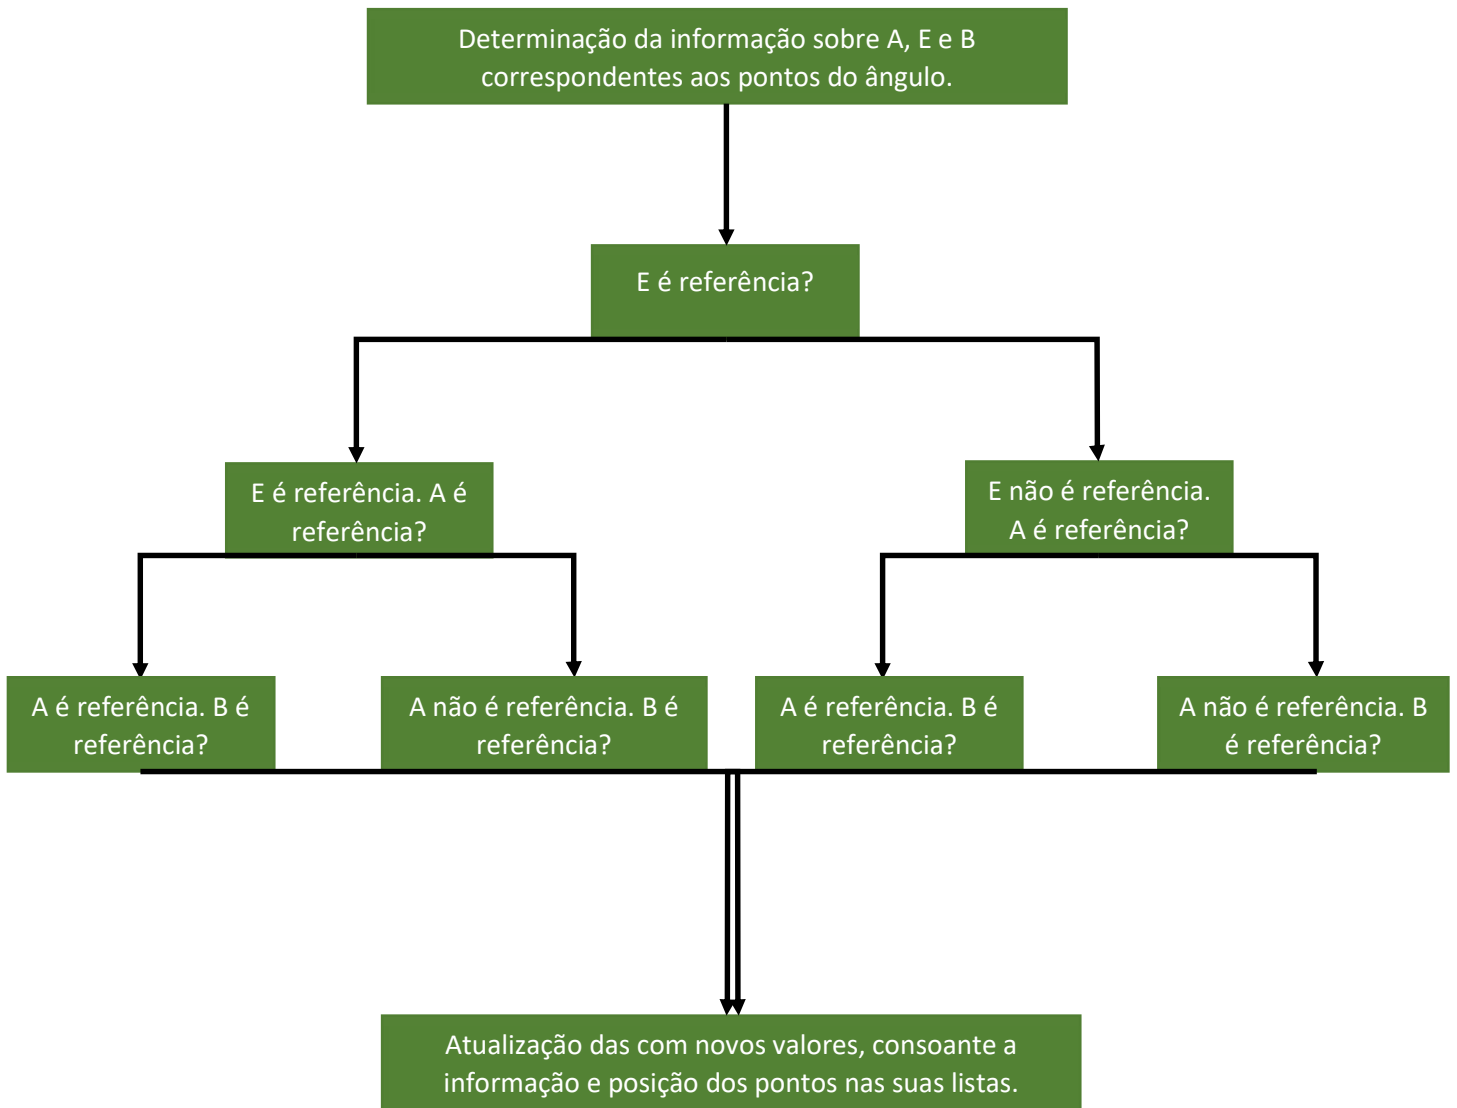 Determinação da informação sobre A, E e B
correspondentes aos pontos do ângulo.
E é referência?
E é referência. A é
referência?
E não é referência.
A é referência?
A é referência. B é
referência?
A não é referência. B é
referência?
A é referência. B é
referência?
A não é referência. B
é referência?
Atualização das com novos valores, consoante a
informação e posição dos pontos nas suas listas.